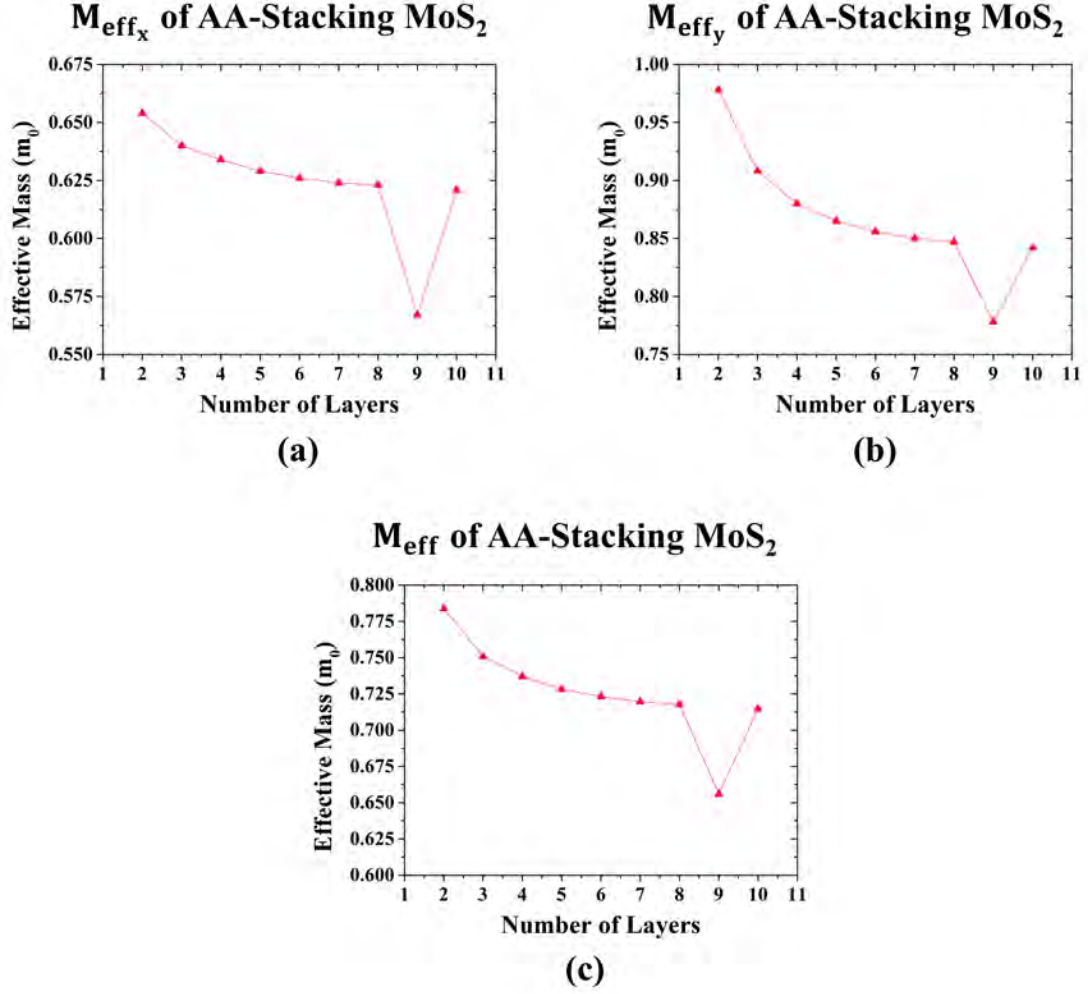 M_effx of AA-Stacking MoS₂
0.675
0.650
0.625
0.600
0.575
0.550
Effective Mass (m₀)
1 2 3 4 5 6 7 8 9 10 11
Number of Layers
(a)
M_effy of AA-Stacking MoS₂
1.00
0.95
0.90
0.85
0.80
0.75
Effective Mass (m₀)
1 2 3 4 5 6 7 8 9 10 11
Number of Layers
(b)
M_eff of AA-Stacking MoS₂
0.800
0.775
0.750
0.725
0.700
0.675
0.650
0.625
0.600
Effective Mass (m₀)
1 2 3 4 5 6 7 8 9 10 11
Number of Layers
(c)